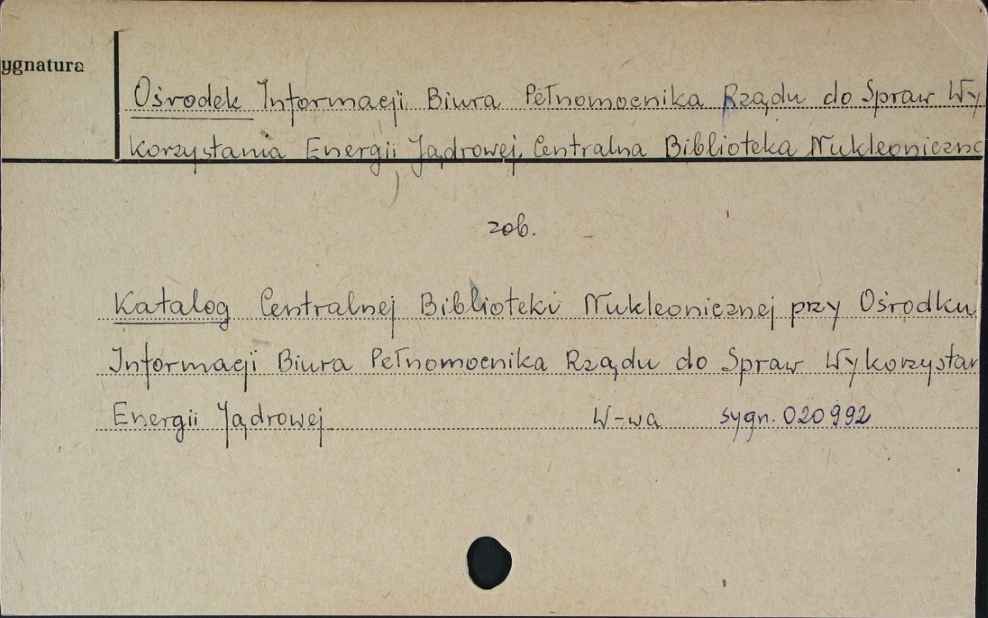 ygnatura
Ośrodek Informacji Biura Pełnomocnika Rządu do Spraw Wy
korzystania Energii Jądrowej, Centralna Biblioteka Nukleoniczna
zob.
Katalog Centralnej Biblioteki Nukleonicznej przy Ośrodku
Informacji Biura Pełnomocnika Rządu do Spraw Wykorzystan
Energii Jądrowej W-wa sygn. 020992